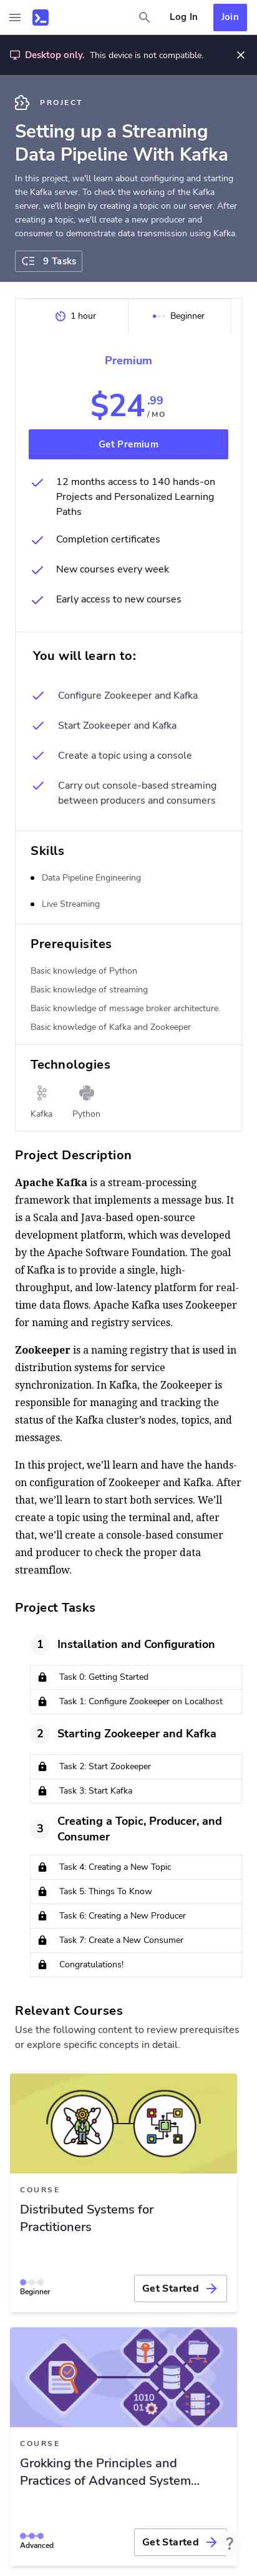 Log In
Join
Desktop only. This device is not compatible.
PROJECT
Setting up a Streaming
Data Pipeline With Kafka
In this project, we'll learn about configuring and starting
the Kafka server. To check the working of the Kafka
server, we'll begin by creating a topic on our server. After
creating a topic, we'll create a new producer and
consumer to demonstrate data transmission using Kafka.
9 Tasks
1 hour
Beginner
Premium
$24.99
/ MO
Get Premium
12 months access to 140 hands-on
Projects and Personalized Learning
Paths
Completion certificates
New courses every week
Early access to new courses
You will learn to:
Configure Zookeeper and Kafka
Start Zookeeper and Kafka
Create a topic using a console
Carry out console-based streaming
between producers and consumers
Skills
Data Pipeline Engineering
Live Streaming
Prerequisites
Basic knowledge of Python
Basic knowledge of streaming
Basic knowledge of message broker architecture.
Basic knowledge of Kafka and Zookeeper
Technologies
Kafka
Python
Project Description
Apache Kafka is a stream-processing
framework that implements a message bus. It
is a Scala and Java-based open-source
development platform, which was developed
by the Apache Software Foundation. The goal
of Kafka is to provide a single, high-
throughput, and low-latency platform for real-
time data flows. Apache Kafka uses Zookeeper
for naming and registry services.
Zookeeper is a naming registry that is used in
distribution systems for service
synchronization. In Kafka, the Zookeeper is
responsible for managing and tracking the
status of the Kafka cluster's nodes, topics, and
messages.
In this project, we'll learn and have the hands-
on configuration of Zookeeper and Kafka. After
that, we'll learn to start both services. We'll
create a topic using the terminal and, after
that, we'll create a console-based consumer
and producer to check the proper data
streamflow.
Project Tasks
1
Installation and Configuration
Task 0: Getting Started
Task 1: Configure Zookeeper on Localhost
2
Starting Zookeeper and Kafka
Task 2: Start Zookeeper
Task 3: Start Kafka
3
Creating a Topic, Producer, and
Consumer
Task 4: Creating a New Topic
Task 5: Things To Know
Task 6: Creating a New Producer
Task 7: Create a New Consumer
Congratulations!
Relevant Courses
Use the following content to review prerequisites
or explore specific concepts in detail.
COURSE
Distributed Systems for
Practitioners
Beginner
Get Started
1010
01
COURSE
Grokking the Principles and
Practices of Advanced System...
Advanced
Get Started
?